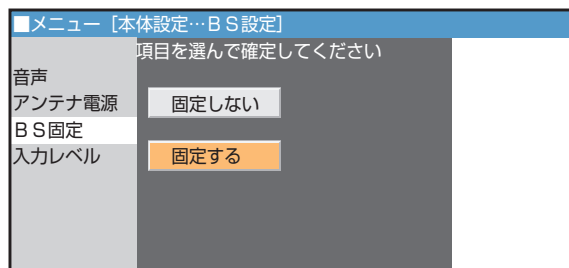 ■メニュー [本体設定…ＢＳ設定]
項目を選んで確定してください
音声
アンテナ電源
固定しない
ＢＳ固定
入力レベル
固定する